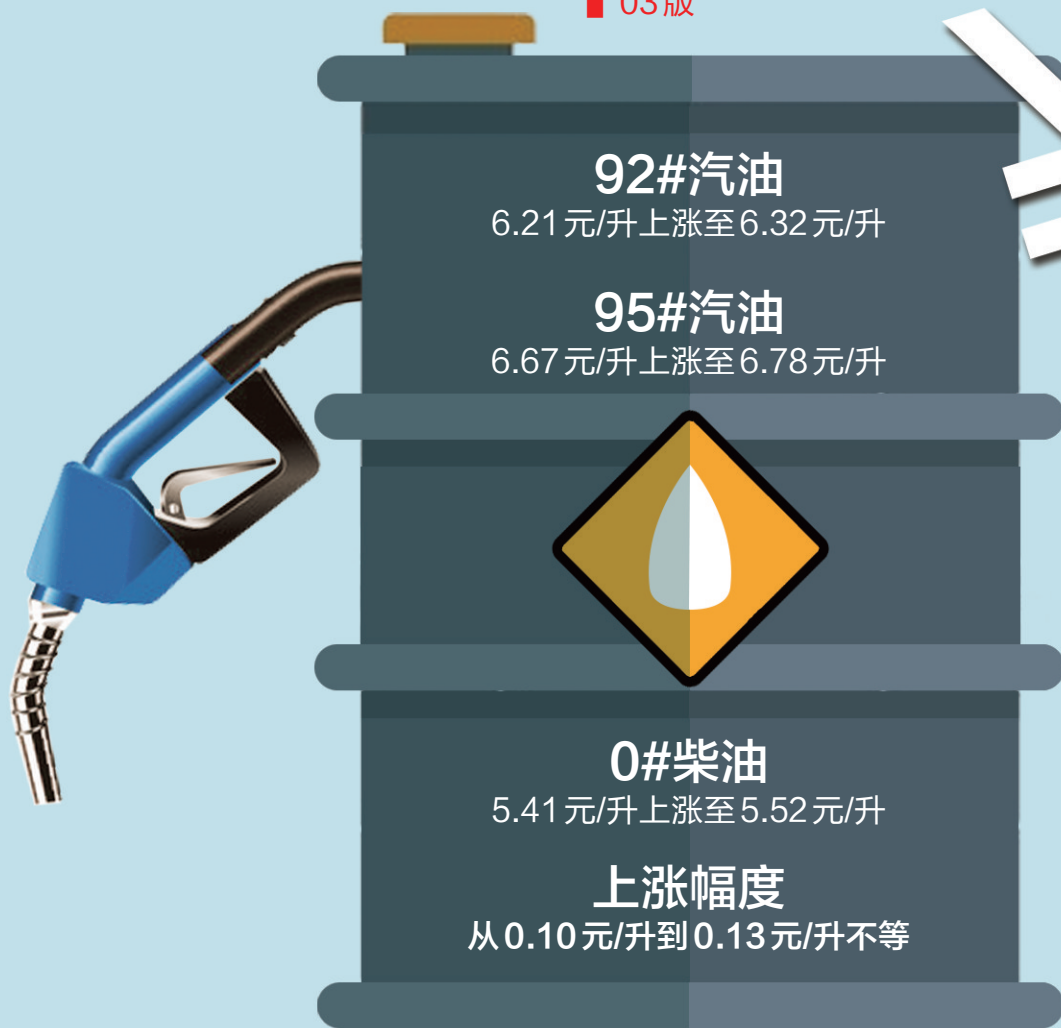 03版
92#汽油
6.21元/升上涨至6.32元/升
95#汽油
6.67元/升上涨至6.78元/升
0#柴油
5.41元/升上涨至5.52元/升
上涨幅度
从0.10元/升到0.13元/升不等